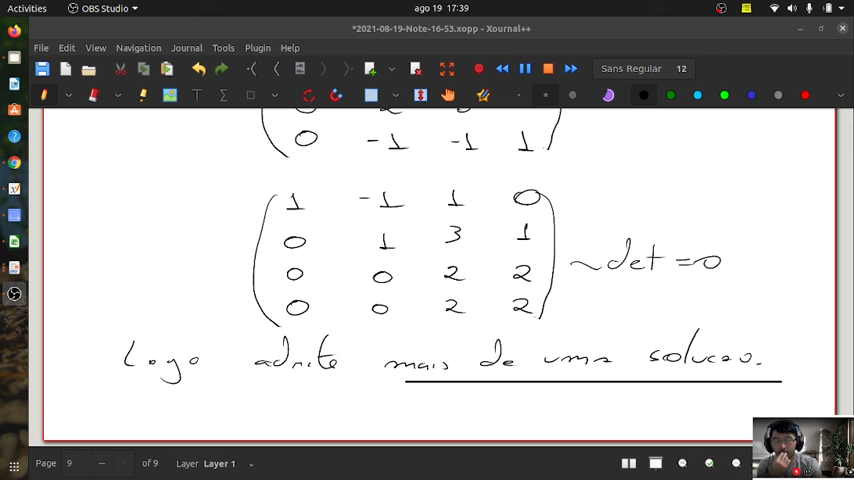 Activities OBS Studio ago 19 17:39
*2021-08-19-Note-16-53.xopp - Xournal++
File Edit View Navigation Journal Tools Plugin Help
Sans Regular 12
0 -1 -1 1
1 -1 1 0
0 1 3 1
0 0 2 2
0 0 2 2
~ det = 0
Logo admite mais de uma solucao.
Page 9 of 9 Layer Layer 1